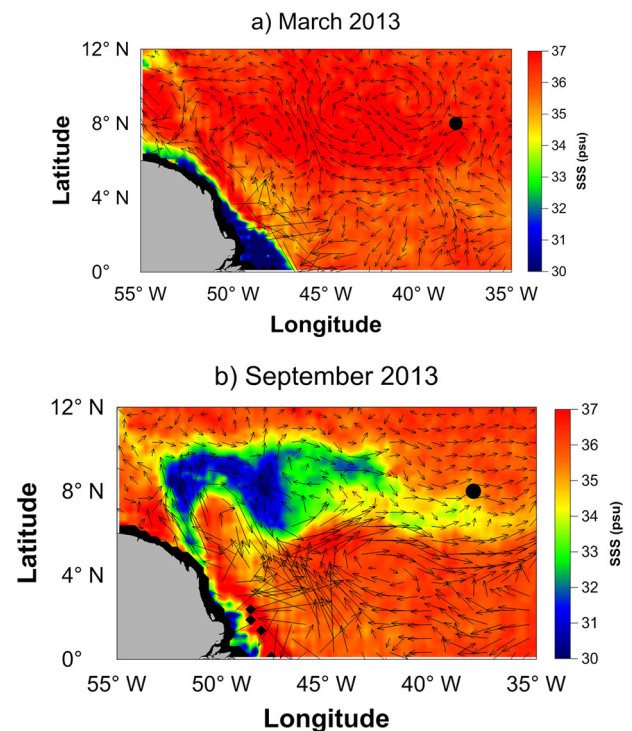 a) March 2013
12° N
8° N
4° N
0°
Latitude
55° W
50° W
45° W
40° W
35° W
Longitude
37
36
35
34
33
32
31
30
SSS (psu)
b) September 2013
12° N
8° N
4° N
0°
Latitude
55° W
50° W
45° W
40° W
35° W
Longitude
37
36
35
34
33
32
31
30
SSS (psu)